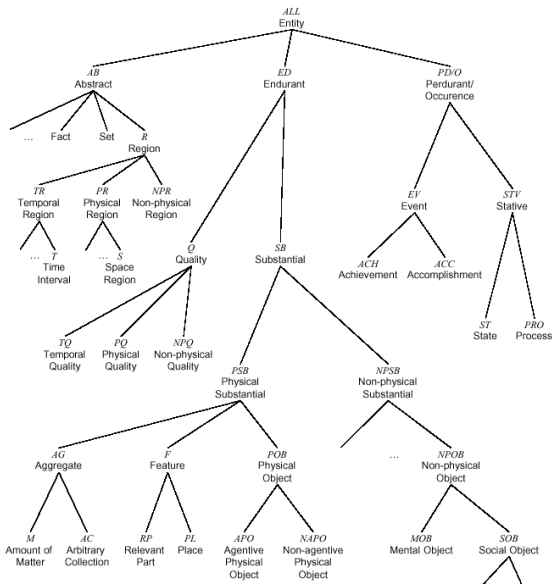 ALL
Entity
AB
Abstract
ED
Endurant
PD/O
Perdurant/
Occurence
... Fact Set R
Region
TR
Temporal
Region
PR
Physical
Region
NPR
Non-physical
Region
EV
Event
STV
Stative
... T
Time
Interval
... S
Space
Region
Q
Quality
SB
Substantial
ACH
Achievement
ACC
Accomplishment
TQ
Temporal
Quality
PQ
Physical
Quality
NPQ
Non-physical
Quality
ST
State
PRO
Process
PSB
Physical
Substantial
NPSB
Non-physical
Substantial
AG
Aggregate
F
Feature
POB
Physical
Object
...
NPOB
Non-physical
Object
M
Amount of
Matter
AC
Arbitrary
Collection
RP
Relevant
Part
PL
Place
APO
Agentive
Physical
Object
NAPO
Non-agentive
Physical
Object
MOB
Mental Object
SOB
Social Object